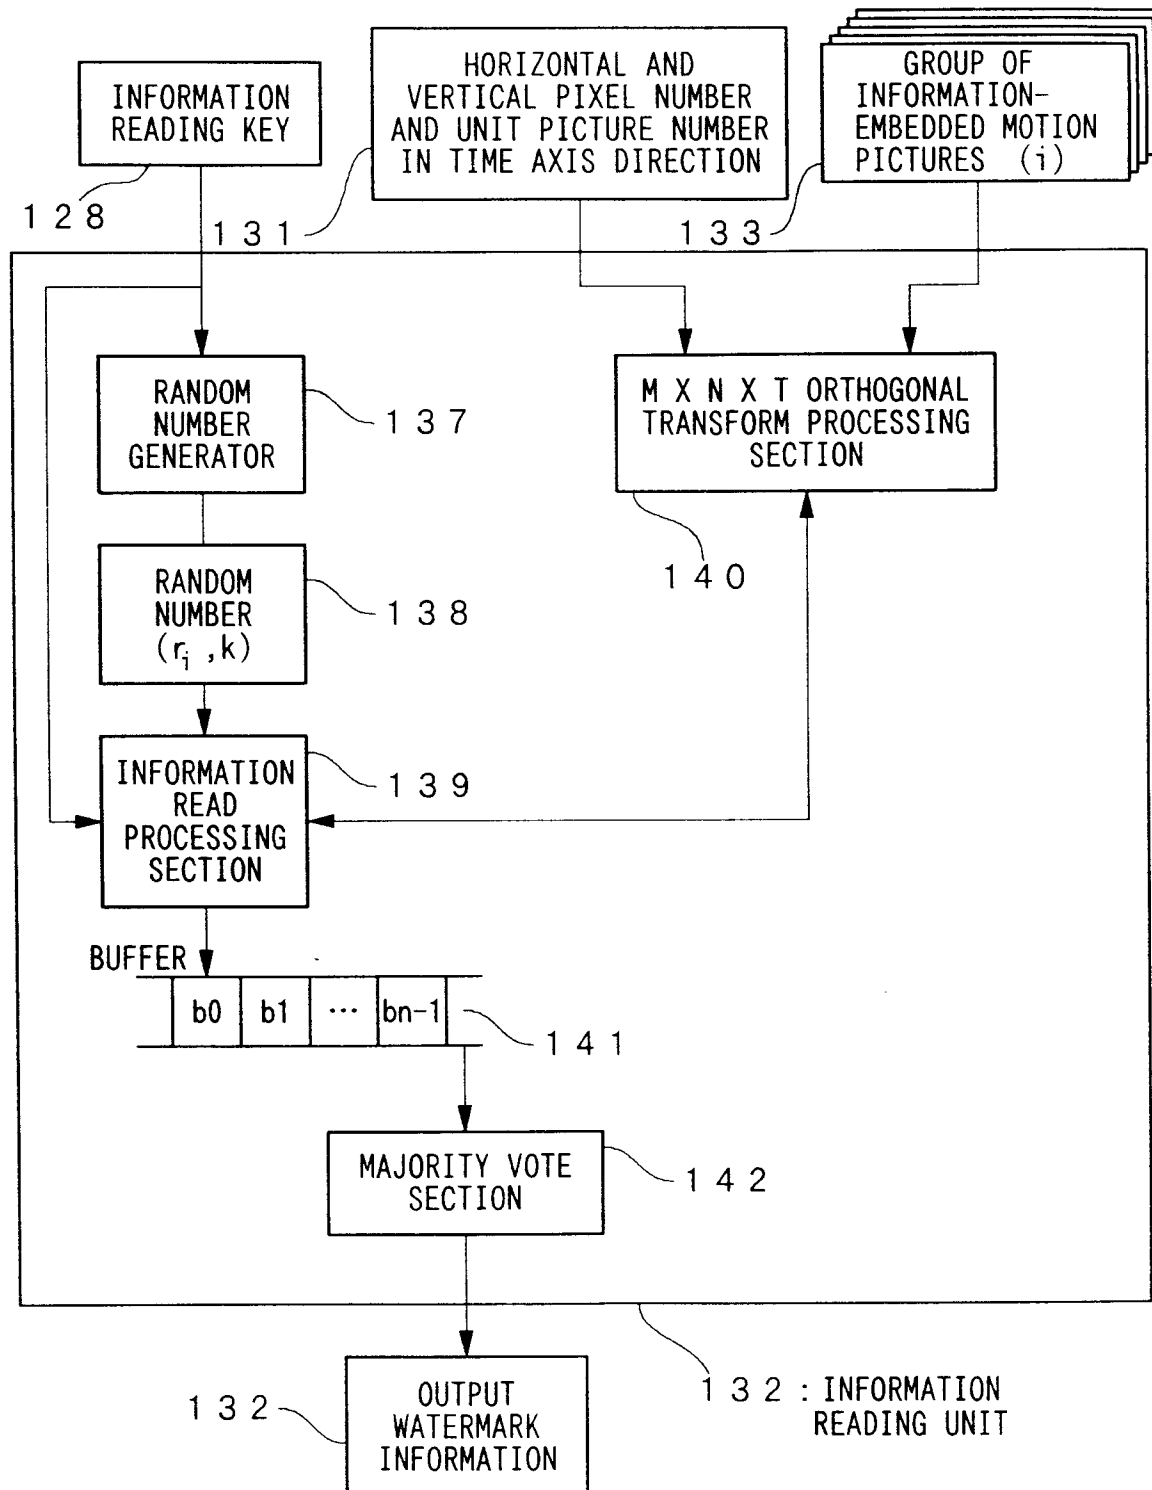 INFORMATION
READING KEY
128
HORIZONTAL AND
VERTICAL PIXEL NUMBER
AND UNIT PICTURE NUMBER
IN TIME AXIS DIRECTION
131
GROUP OF
INFORMATION-
EMBEDDED MOTION
PICTURES (i)
133
RANDOM
NUMBER
GENERATOR
137
M X N X T ORTHOGONAL
TRANSFORM PROCESSING
SECTION
140
RANDOM
NUMBER
(ri ,k)
138
INFORMATION
READ
PROCESSING
SECTION
139
BUFFER
b0 b1 ··· bn-1
141
MAJORITY VOTE
SECTION
142
OUTPUT
WATERMARK
INFORMATION
132
132 : INFORMATION
READING UNIT